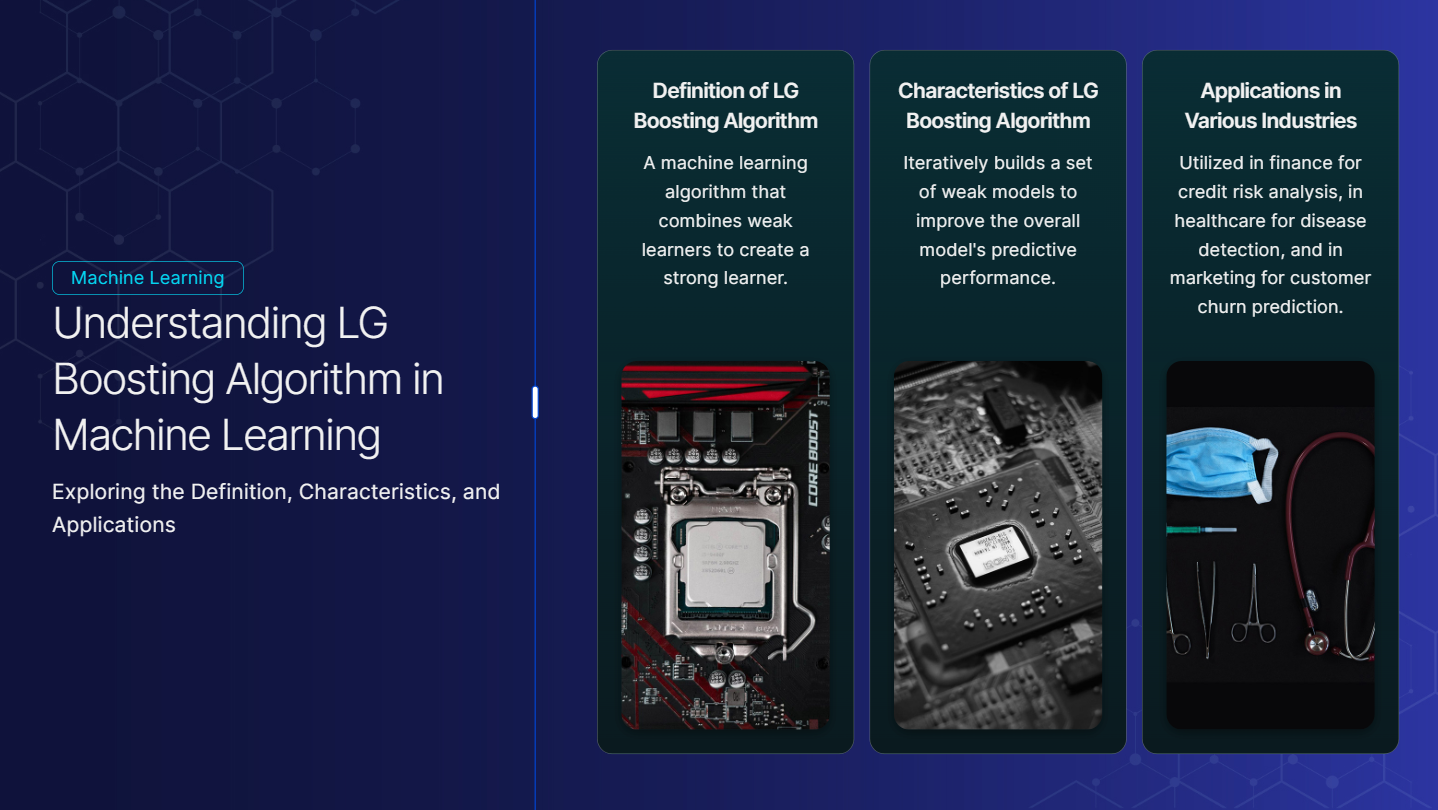 Machine Learning
Understanding LG
Boosting Algorithm in
Machine Learning
Exploring the Definition, Characteristics, and
Applications
Definition of LG
Boosting Algorithm
A machine learning
algorithm that
combines weak
learners to create a
strong learner.
CORE BOOST
Characteristics of LG
Boosting Algorithm
Iteratively builds a set
of weak models to
improve the overall
model's predictive
performance.
Applications in
Various Industries
Utilized in finance for
credit risk analysis, in
healthcare for disease
detection, and in
marketing for customer
churn prediction.